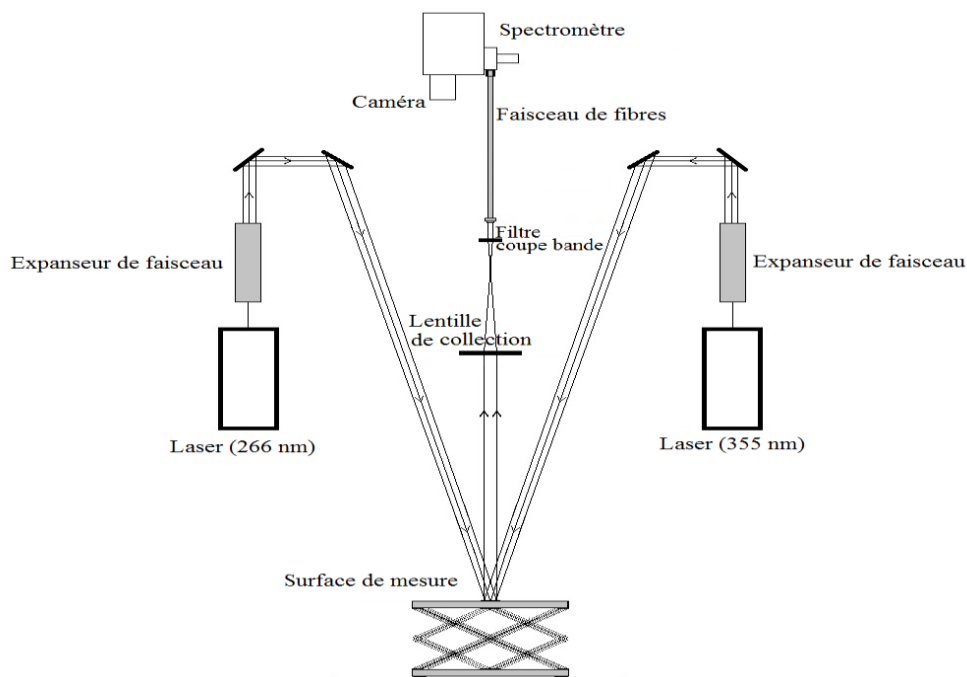 Spectromètre
Caméra
Faisceau de fibres
Filtre
coupe bande
Expanseur de faisceau
Expanseur de faisceau
Lentille
de collection
Laser (266 nm)
Laser (355 nm)
Surface de mesure